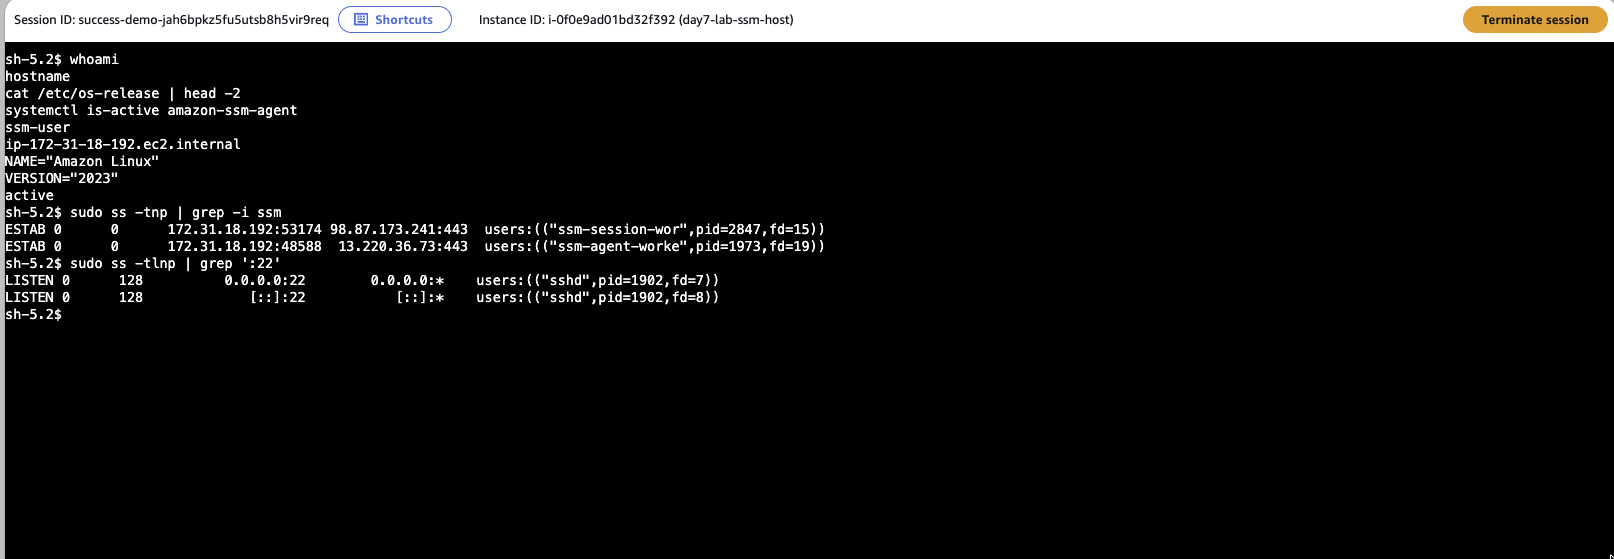 Session ID: success-demo-jah6bpkz5fu5utsb8h5vir9req Shortcuts Instance ID: i-0f0e9ad01bd32f392 (day7-lab-ssm-host) Terminate session
sh-5.2$ whoami
hostname
cat /etc/os-release | head -2
systemctl is-active amazon-ssm-agent
ssm-user
ip-172-31-18-192.ec2.internal
NAME="Amazon Linux"
VERSION="2023"
active
sh-5.2$ sudo ss -tnp | grep -i ssm
ESTAB 0      0      172.31.18.192:53174 98.87.173.241:443  users:(("ssm-session-wor",pid=2847,fd=15))
ESTAB 0      0      172.31.18.192:48588  13.220.36.73:443  users:(("ssm-agent-worke",pid=1973,fd=19))
sh-5.2$ sudo ss -tlnp | grep ':22'
LISTEN 0      128          0.0.0.0:22        0.0.0.0:*    users:(("sshd",pid=1902,fd=7))
LISTEN 0      128             [::]:22           [::]:*    users:(("sshd",pid=1902,fd=8))
sh-5.2$